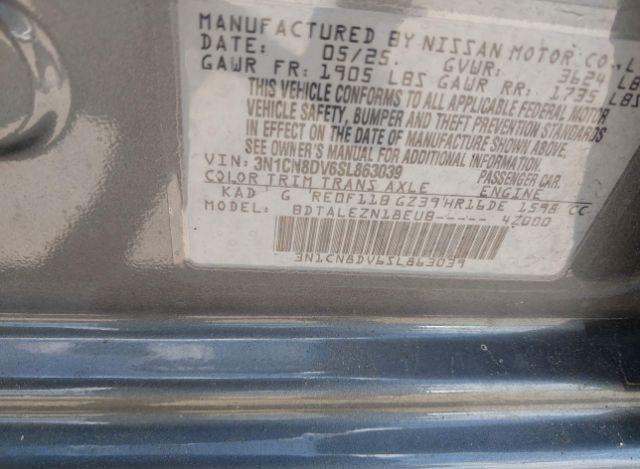 MANUFACTURED BY NISSAN MOTOR CO., L
DATE: 05/25. GVWR: 3624 LB
GAWR FR: 1905 LBS GAWR RR: 1735 LBS
THIS VEHICLE CONFORMS TO ALL APPLICABLE FEDERAL MOTOR
VEHICLE SAFETY, BUMPER AND THEFT PREVENTION STANDARDS
IN EFFECT ON THE DATE OF MANUFACTURE SHOWN ABOVE.
SEE OWNER'S MANUAL FOR ADDITIONAL INFORMATION
VIN: 3N1CN8DV6SL863039 PASSENGER CAR.
COLOR TRIM TRANS AXLE ENGINE
KAD G RE0F11B GZ39 HR16DE 1598 CC
MODEL: BDTALEZN18EUB----- 4Z000
3N1CN8DV6SL863039